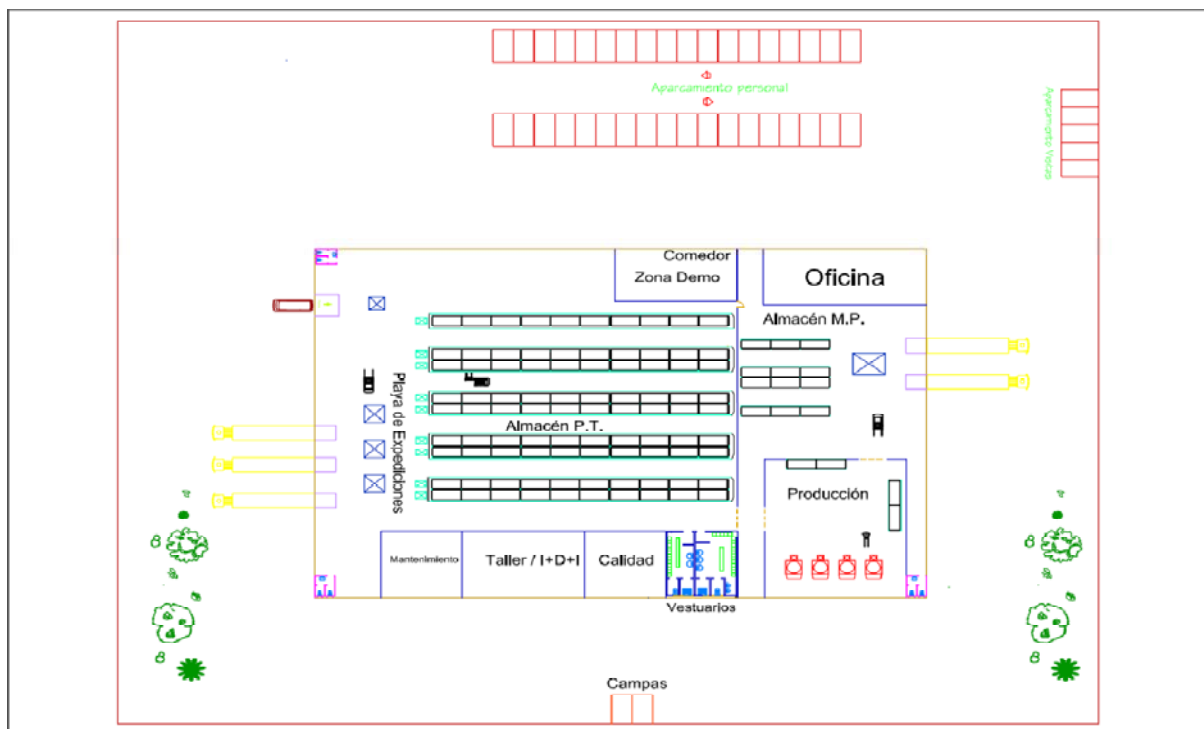 Aparcamiento personal
Aparcamiento Visitas
Comedor
Zona Demo
Oficina
Almacén M.P.
Playa de Expediciones
Almacén P.T.
Producción
Mantenimiento
Taller / I+D+I
Calidad
Vestuarios
Campas